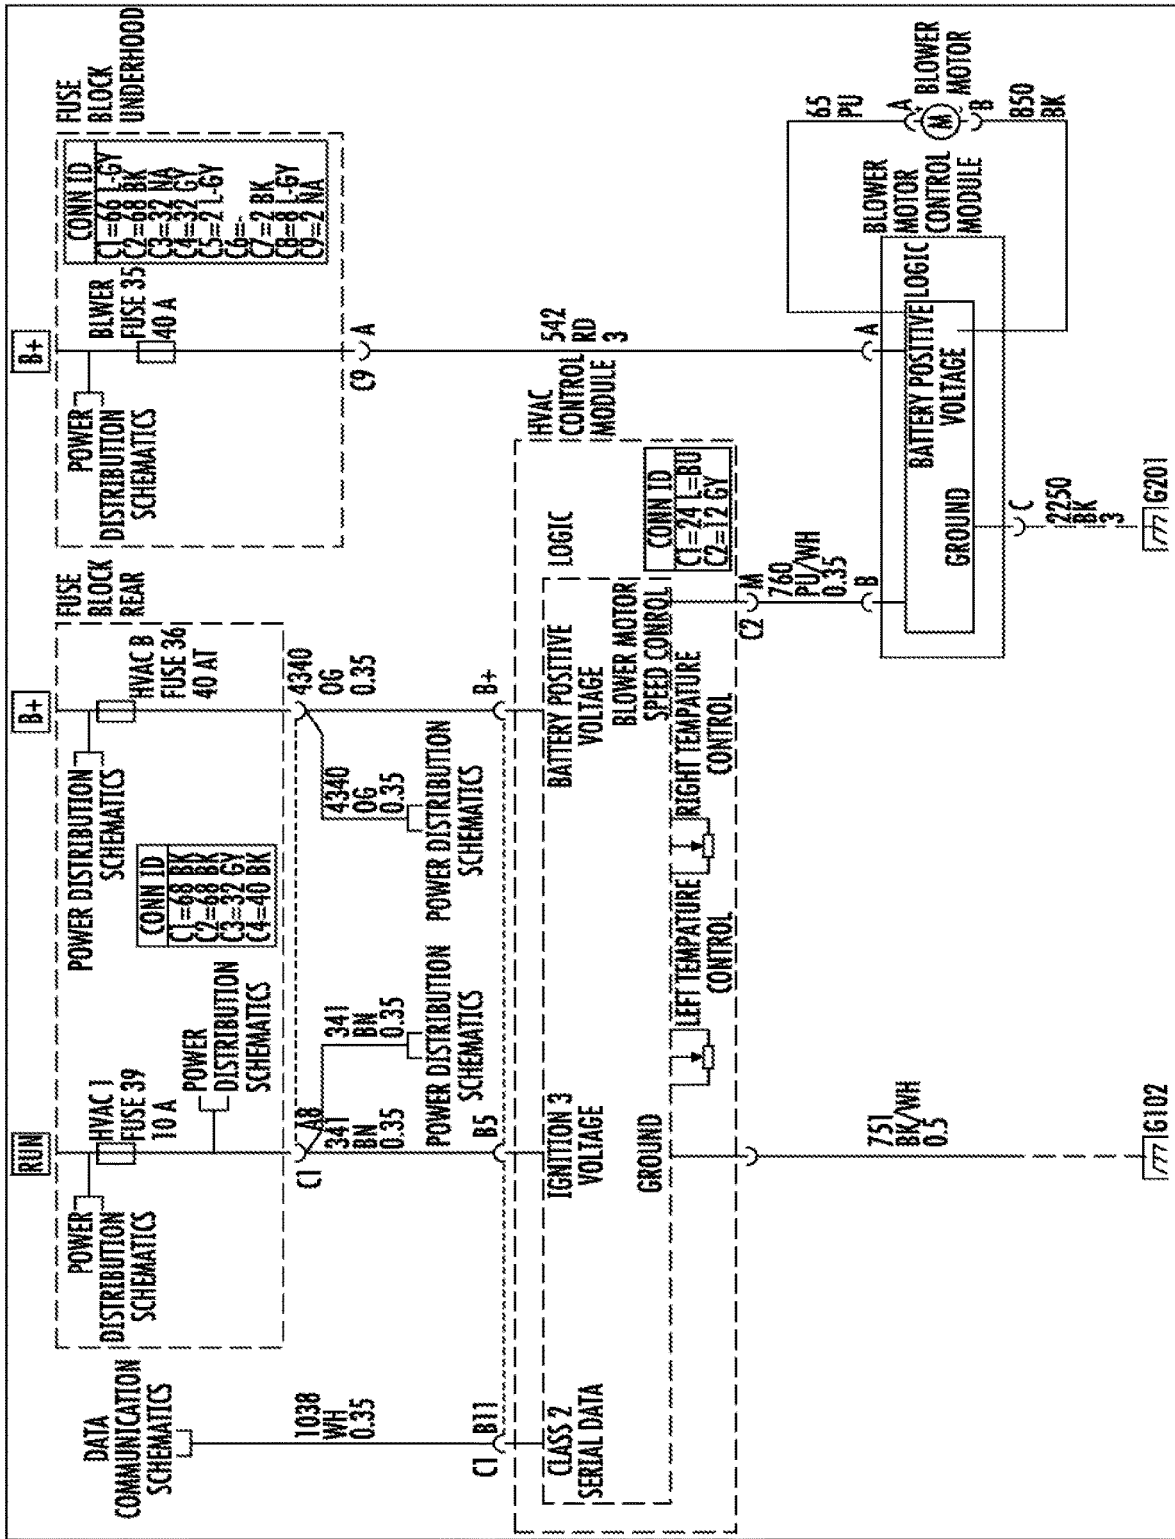 DATA
COMMUNICATION
SCHEMATICS
1038
WH
0.35
C1
B11
CLASS 2
SERIAL DATA
RUN
POWER
DISTRIBUTION
SCHEMATICS
HVAC I
FUSE 39
10 A
POWER
DISTRIBUTION
SCHEMATICS
C1
A8
341
BN
0.35
341
BN
0.35
POWER DISTRIBUTION
SCHEMATICS
B5
IGNITION 3
VOLTAGE
GROUND
751
BK/WH
0.5
G102
B+
FUSE
BLOCK
REAR
POWER DISTRIBUTION
SCHEMATICS
HVAC B
FUSE 36
40 AT
CONN ID
C1=68 BK
C2=68 BK
C3=32 GY
C4=40 BK
4340
OG
0.35
4340
OG
0.35
POWER DISTRIBUTION
SCHEMATICS
B+
BATTERY POSITIVE
VOLTAGE
BLOWER MOTOR
SPEED CONROL
LEFT TEMPATURE
CONTROL
RIGHT TEMPATURE
CONTROL
LOGIC
HVAC
CONTROL
MODULE
CONN ID
C1=24 L=BU
C2=12 GY
C2
M
760
PU/WH
0.35
B
B+
FUSE
BLOCK
UNDERHOOD
POWER
DISTRIBUTION
SCHEMATICS
BLWER
FUSE 35
40 A
CONN ID
C1=66 L-GY
C2=68 BK
C3=32 NA
C4=32 GY
C5=2 L-GY
C6=-
C7=2 BK
C8=8 L-GY
C9=2 NA
C9
A
542
RD
3
A
BLOWER
MOTOR
CONTROL
MODULE
LOGIC
BATTERY POSITIVE
VOLTAGE
GROUND
C
2250
BK
3
G201
65
PU
A
M
B
BLOWER
MOTOR
850
BK